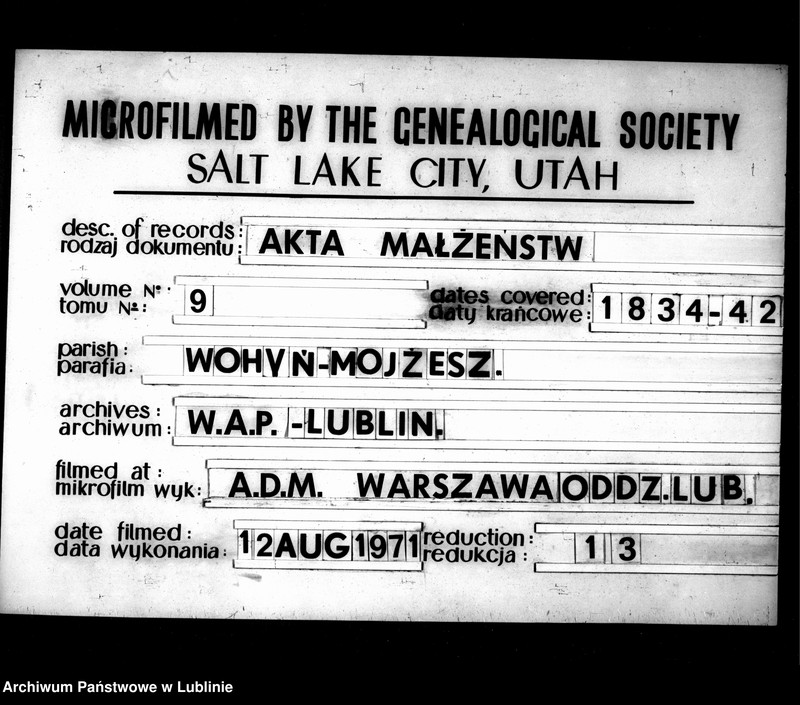 MICROFILMED BY THE GENEALOGICAL SOCIETY
SALT LAKE CITY, UTAH
desc. of records:
rodzaj dokumentu: AKTA MAŁŻEŃSTW
volume No.:
tomu No.: 9
dates covered:
daty krańcowe: 1834-42
parish:
parafia: WOHYŃ-MOJŻESZ.
archives:
archiwum: W.A.P.-LUBLIN.
filmed at:
mikrofilm wyk: A.D.M. WARSZAWA ODDZ.LUB.
date filmed:
data wykonania: 12AUG1971
reduction:
redukcja: 13
Archiwum Państwowe w Lublinie